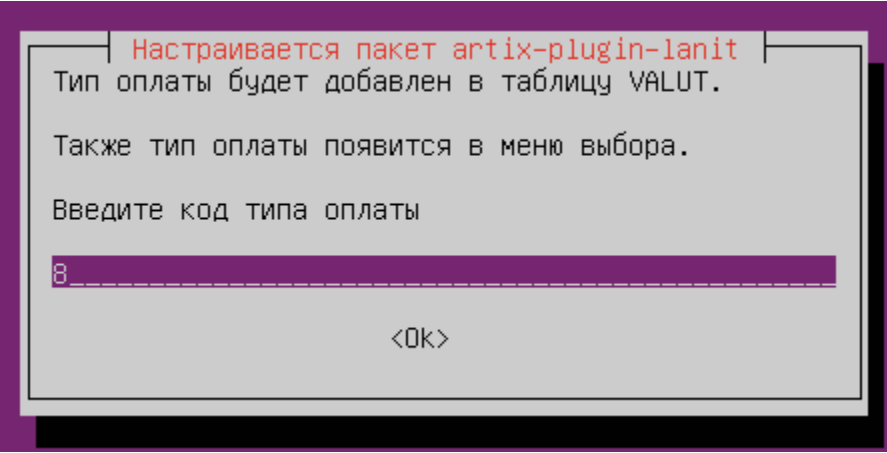 Настраивается пакет artix-plugin-lanit
Тип оплаты будет добавлен в таблицу VALUT.
Также тип оплаты появится в меню выбора.
Введите код типа оплаты
8_________________________________________________
<Ok>